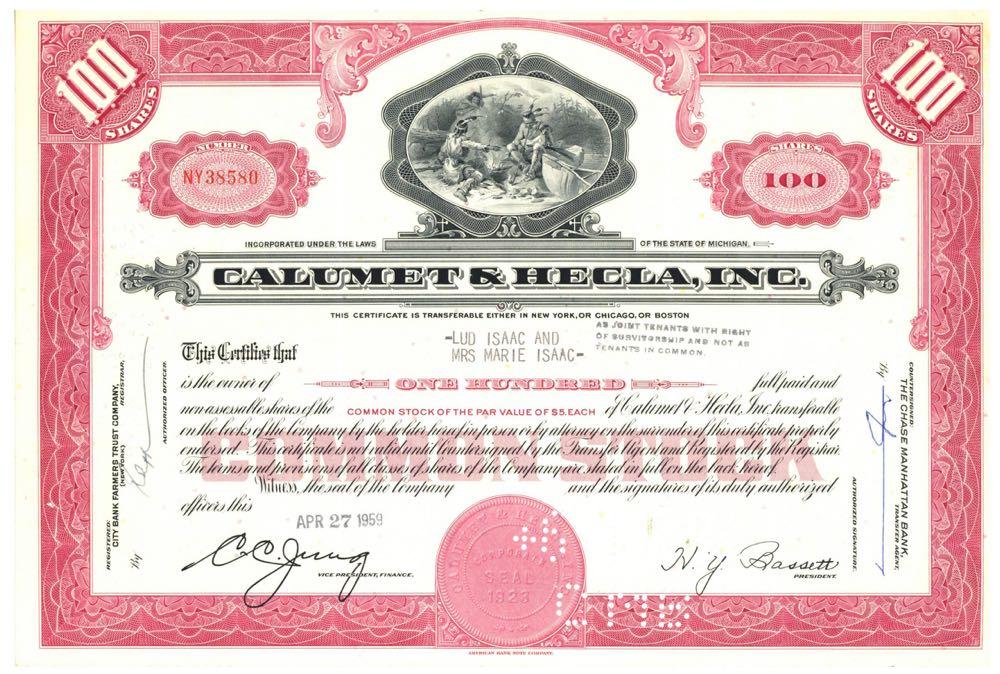 100 SHARES
100 SHARES
NUMBER
NY38580
SHARES
100
INCORPORATED UNDER THE LAWS OF THE STATE OF MICHIGAN.
CALUMET & HECLA, INC.
THIS CERTIFICATE IS TRANSFERABLE EITHER IN NEW YORK, OR CHICAGO, OR BOSTON
This Certifies that
-LUD ISAAC AND
MRS MARIE ISAAC-
AS JOINT TENANTS WITH RIGHT
OF SURVIVORSHIP AND NOT AS
TENANTS IN COMMON.
is the owner of ONE HUNDRED full paid and
non-assessable shares of the COMMON STOCK OF THE PAR VALUE OF $5. EACH of Calumet & Hecla, Inc. transferable
on the books of the Company by the holder hereof in person or by attorney on the surrender of this certificate properly
endorsed. This certificate is not valid until Countersigned by the Transfer Agent and Registered by the Registrar.
The terms and provisions of all classes of shares of the Company are stated in full on the back hereof.
COMMON STOCK
Witness, the seal of the Company and the signatures of its duly authorized
officers this
APR 27 1959
C. C. Jung
VICE PRESIDENT, FINANCE.
H. Y. Bassett
PRESIDENT.
CALUMET & HECLA
CORPORATE
SEAL
1923
REGISTERED:
CITY BANK FARMERS TRUST COMPANY,
(NEW YORK) REGISTRAR,
By
AUTHORIZED OFFICER.
COUNTERSIGNED:
THE CHASE MANHATTAN BANK
TRANSFER AGENT,
By
AUTHORIZED SIGNATURE.
AMERICAN BANK NOTE COMPANY.